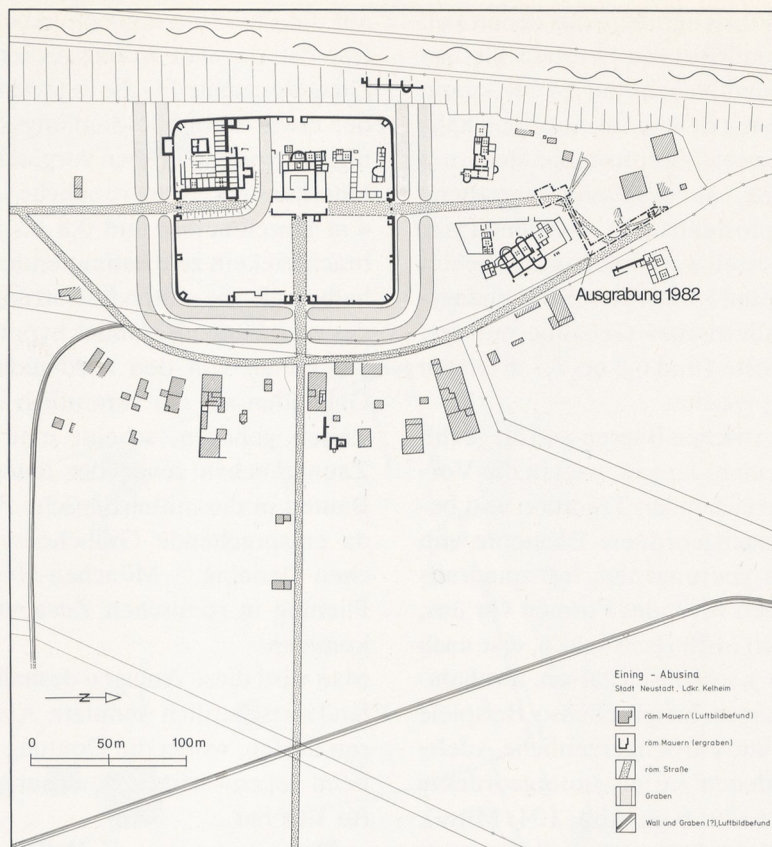 Ausgrabung 1982
Eining - Abusina
Stadt Neustadt, Ldkr. Kelheim
röm. Mauern (Luftbildbefund)
röm. Mauern (ergraben)
röm. Straße
Graben
Wall und Graben (?), Luftbildbefund
N
0 50m 100m